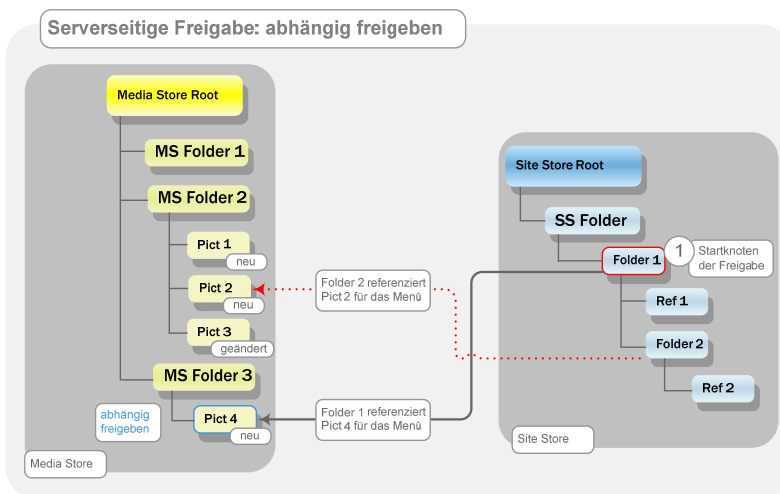 Serverseitige Freigabe: abhängig freigeben
Media Store Root
MS Folder 1
MS Folder 2
Pict 1
neu
Pict 2
neu
Pict 3
geändert
MS Folder 3
abhängig
freigeben
Pict 4
neu
Media Store
Folder 2 referenziert
Pict 2 für das Menü
Folder 1 referenziert
Pict 4 für das Menü
Site Store Root
SS Folder
Folder 1
1
Startknoten
der Freigabe
Ref 1
Folder 2
Ref 2
Site Store